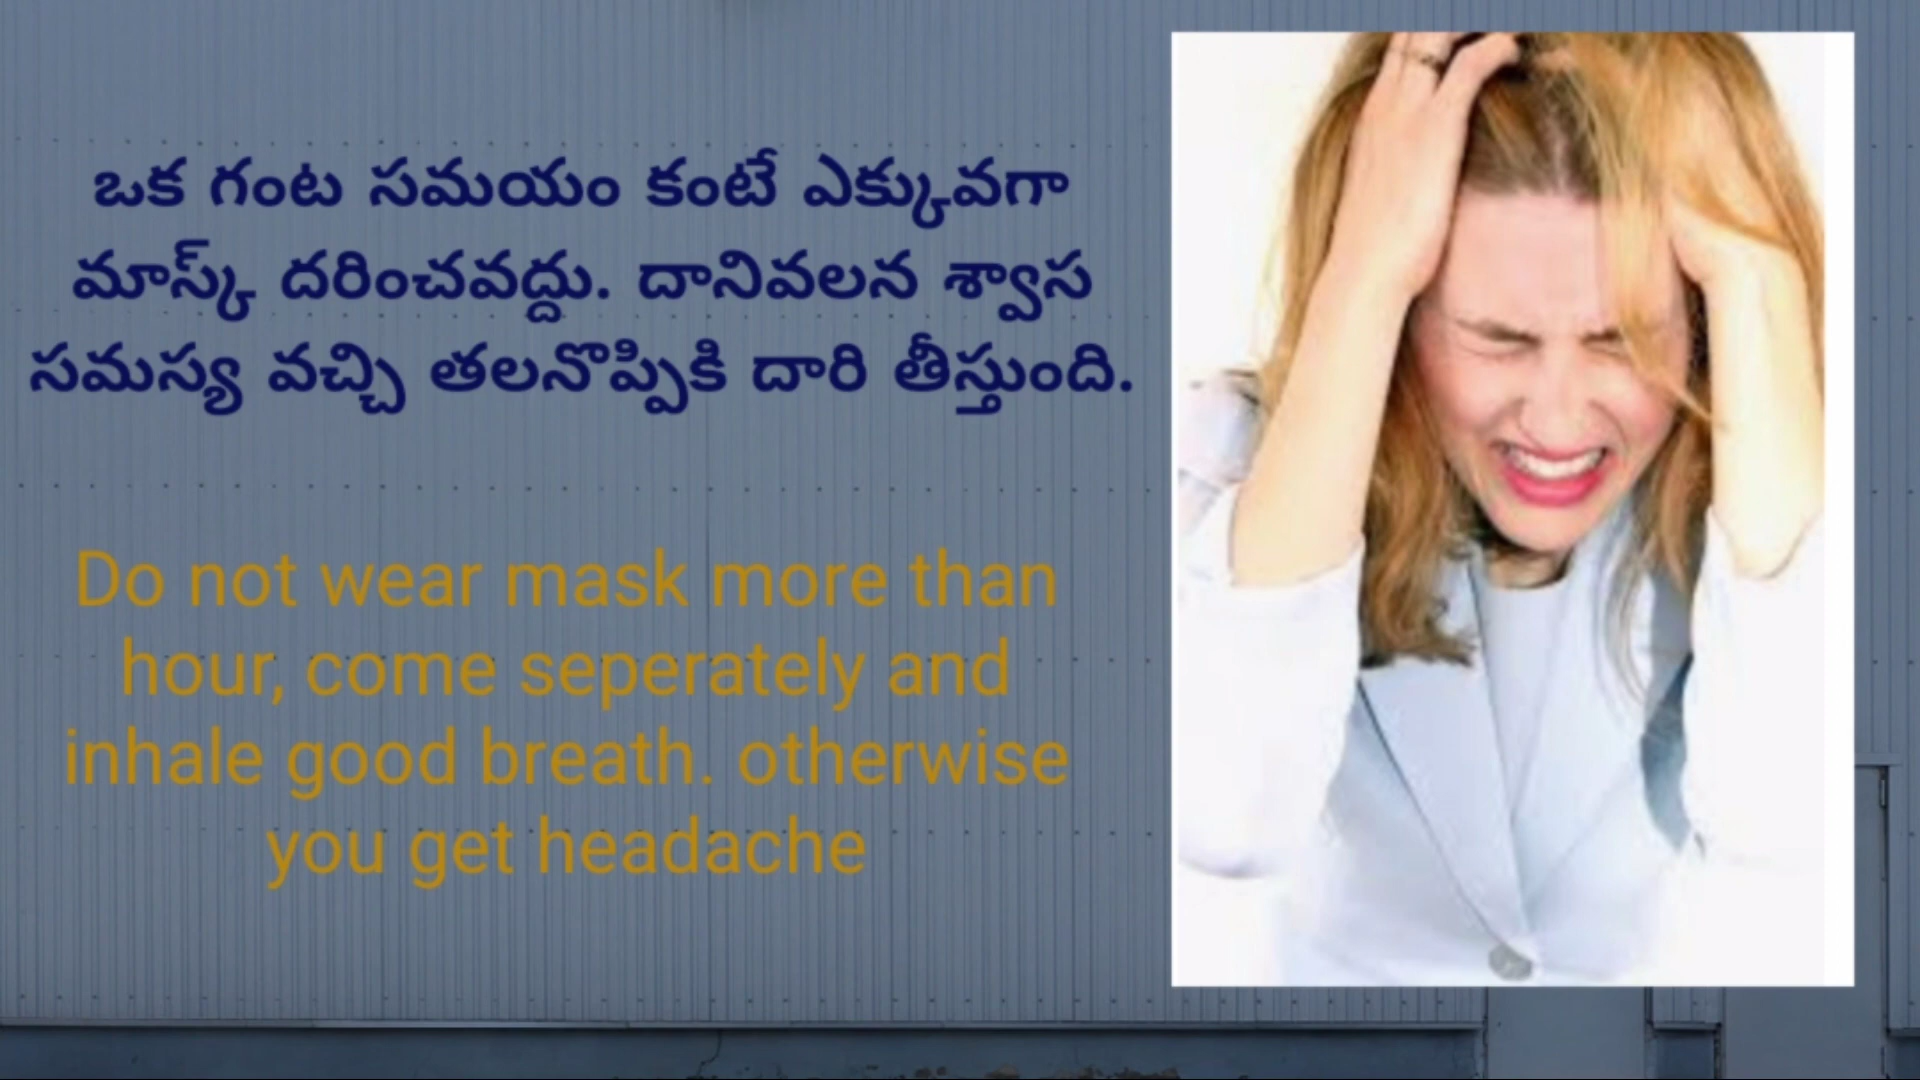 ఒక గంట సమయం కంటే ఎక్కువగా
మాస్క్ దరించవద్దు. దానివలన శ్వాస
సమస్య వచ్చి తలనొప్పికి దారి తీస్తుంది.
Do not wear mask more than
hour, come seperately and
inhale good breath. otherwise
you get headache